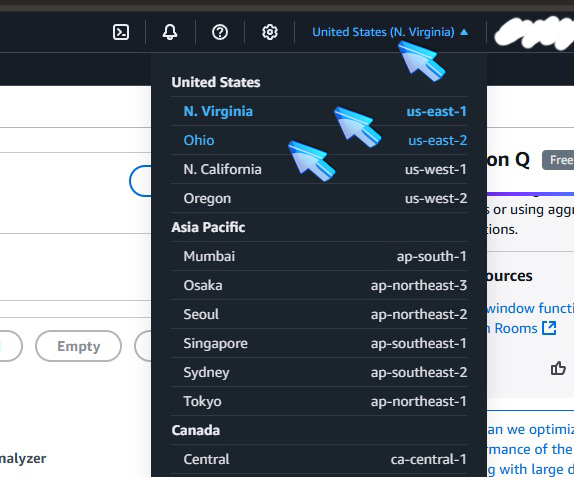 United States (N. Virginia)
United States
N. Virginia us-east-1
Ohio us-east-2
N. California us-west-1
Oregon us-west-2
Asia Pacific
Mumbai ap-south-1
Osaka ap-northeast-3
Seoul ap-northeast-2
Singapore ap-southeast-1
Sydney ap-southeast-2
Tokyo ap-northeast-1
Canada
Central ca-central-1
Empty
nalyzer
on Q Free
s or using aggr
ions.
ources
window functi
n Rooms
an we optimiz
rmance of the
g with large d